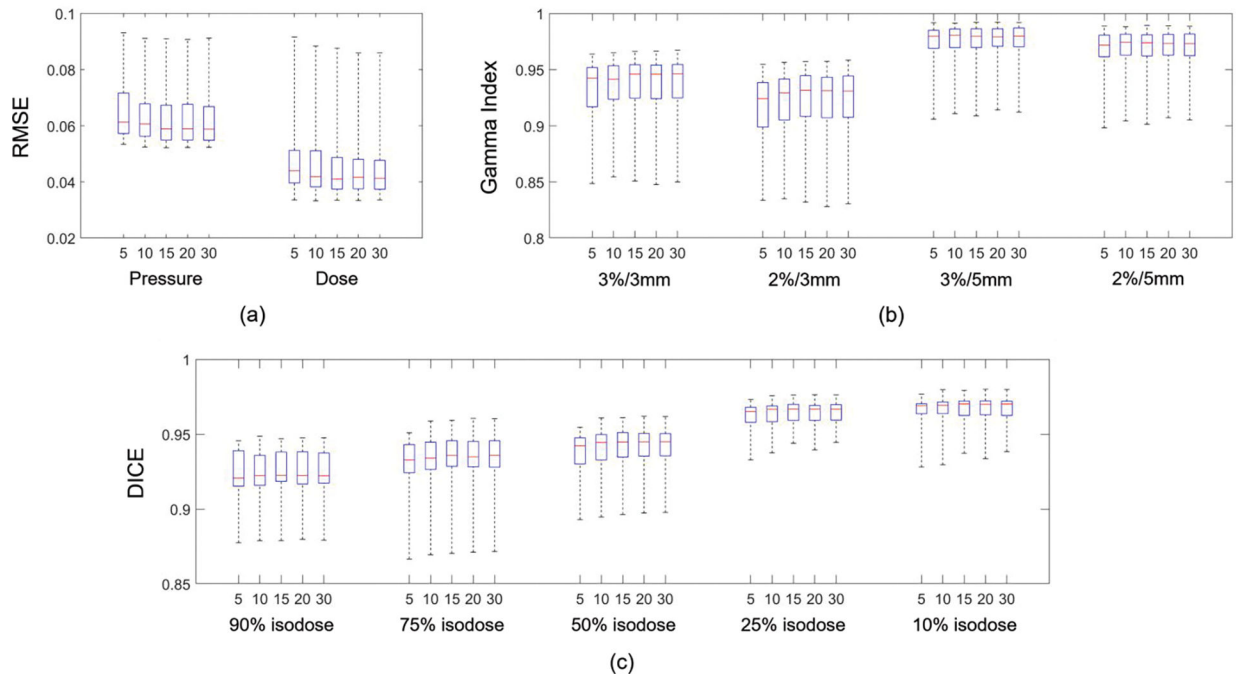 0.1
0.08
0.06
0.04
0.02
RMSE
5 10 15 20 30 5 10 15 20 30
Pressure Dose
(a)
1
0.95
0.9
0.85
0.8
Gamma Index
5 10 15 20 30 5 10 15 20 30 5 10 15 20 30 5 10 15 20 30
3%/3mm 2%/3mm 3%/5mm 2%/5mm
(b)
1
0.95
0.9
0.85
DICE
5 10 15 20 30 5 10 15 20 30 5 10 15 20 30 5 10 15 20 30 5 10 15 20 30
90% isodose 75% isodose 50% isodose 25% isodose 10% isodose
(c)